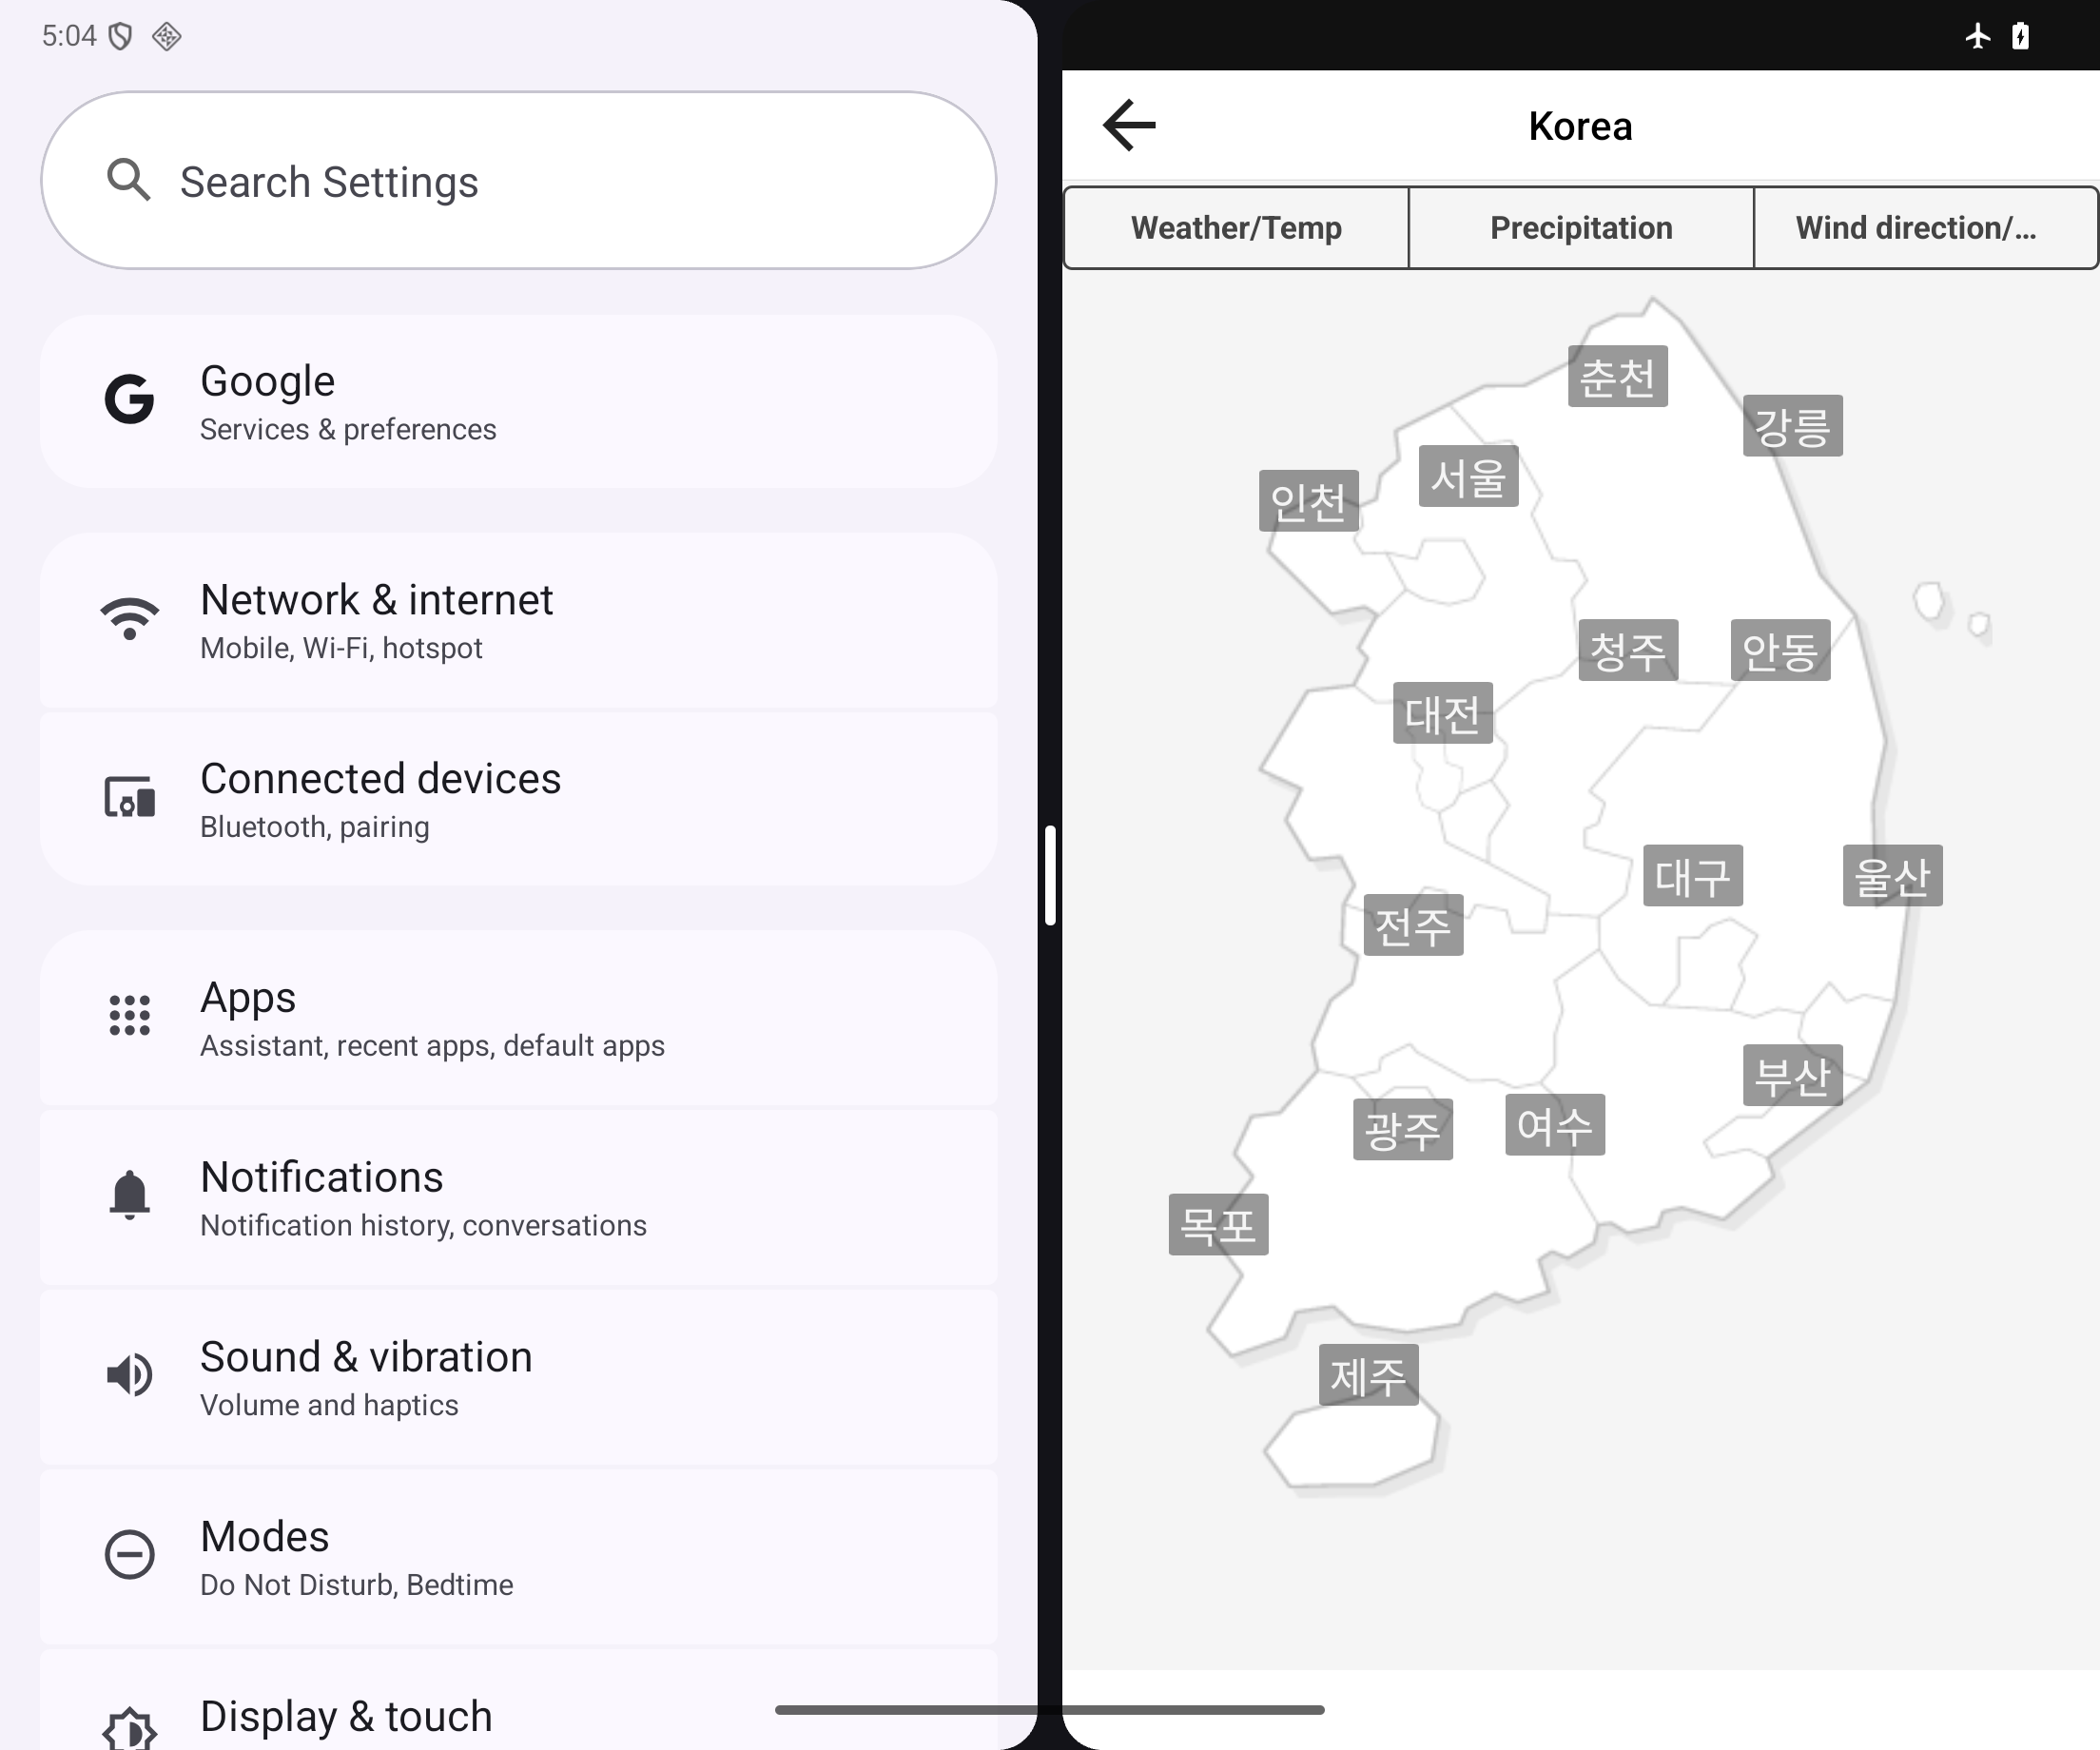 5:04
Search Settings
Google
Services & preferences
Network & internet
Mobile, Wi-Fi, hotspot
Connected devices
Bluetooth, pairing
Apps
Assistant, recent apps, default apps
Notifications
Notification history, conversations
Sound & vibration
Volume and haptics
Modes
Do Not Disturb, Bedtime
Display & touch
Korea
Weather/Temp
Precipitation
Wind direction/...
춘천
강릉
서울
인천
청주
안동
대전
대구
울산
전주
부산
광주
여수
목포
제주